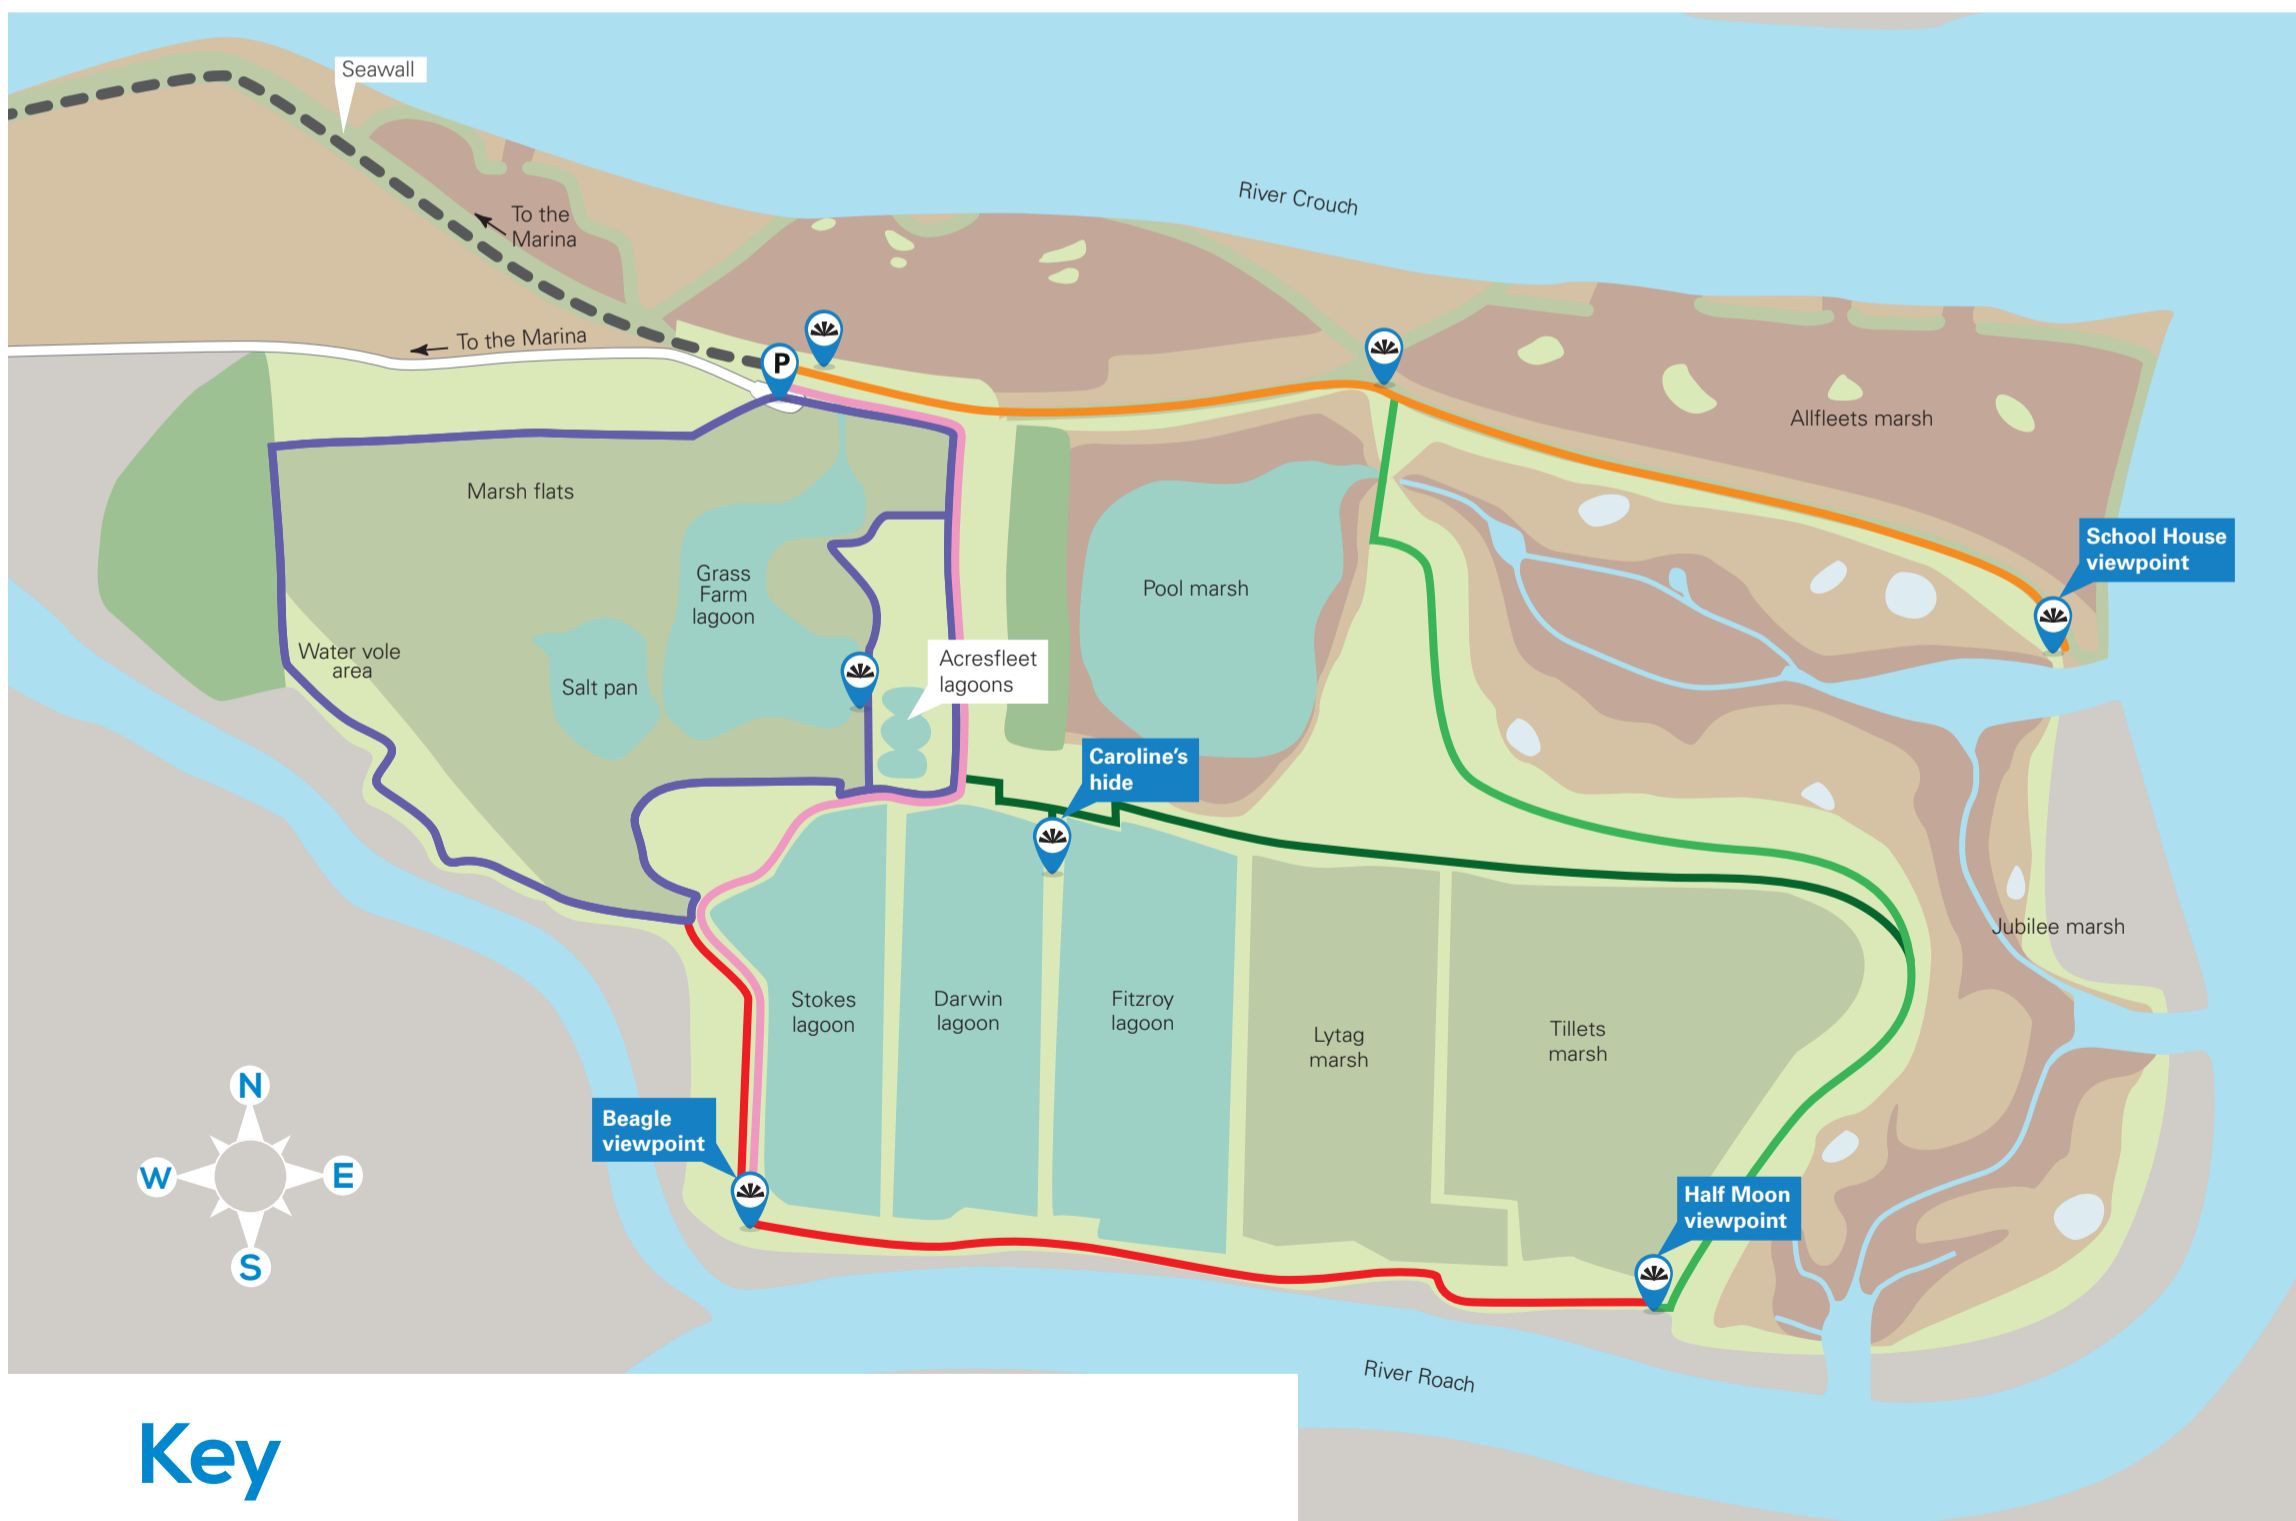 Seawall
To the
Marina
River Crouch
To the Marina
P
Allfleets marsh
Marsh flats
School House
viewpoint
Grass
Farm
lagoon
Pool marsh
Water vole
area
Acresfleet
lagoons
Salt pan
Caroline's
hide
Jubilee marsh
Stokes
lagoon
Darwin
lagoon
Fitzroy
lagoon
Lytag
marsh
Tillets
marsh
N
W
E
S
Beagle
viewpoint
Half Moon
viewpoint
River Roach
Key